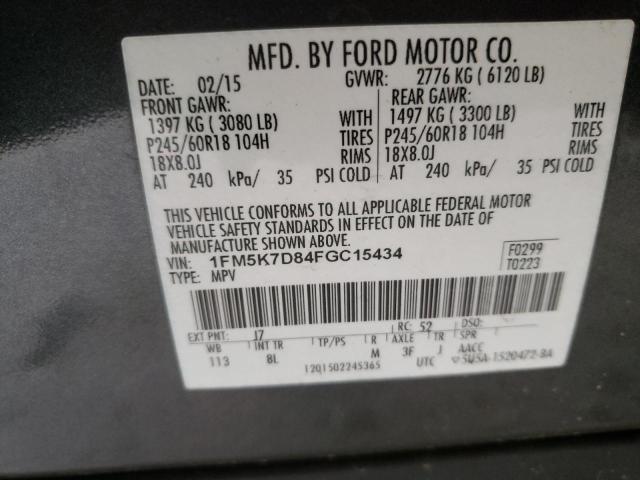 MFD. BY FORD MOTOR CO.
DATE: 02/15 GVWR: 2776 KG ( 6120 LB)
FRONT GAWR: REAR GAWR:
1397 KG ( 3080 LB) WITH 1497 KG ( 3300 LB) WITH
P245/60R18 104H TIRES P245/60R18 104H TIRES
18X8.0J RIMS 18X8.0J RIMS
AT 240 kPa/ 35 PSI COLD AT 240 kPa/ 35 PSI COLD
THIS VEHICLE CONFORMS TO ALL APPLICABLE FEDERAL MOTOR
VEHICLE SAFETY STANDARDS IN EFFECT ON THE DATE OF
MANUFACTURE SHOWN ABOVE.
VIN: 1FM5K7D84FGC15434 F0299
TYPE: MPV T0223
EXT PNT: J7 RC: 52 DSO:
WB INT TR TP/PS R AXLE TR SPR
113 8L M 3F J AACC
12Q1502245365 UTC 5U5A-1520472-BA